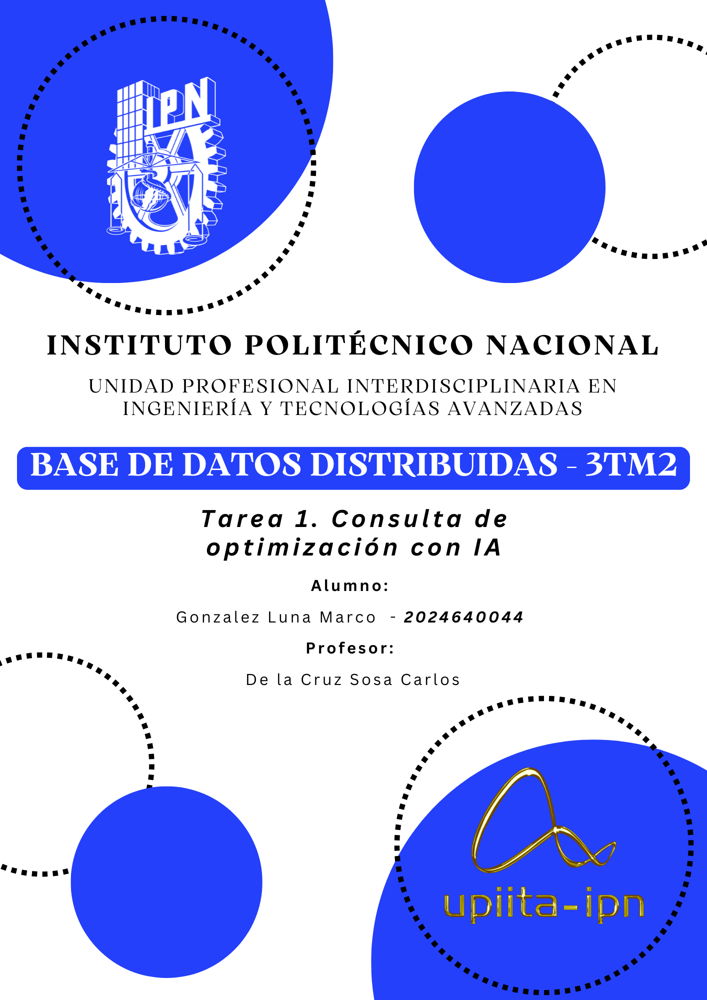 IPN
INSTITUTO POLITÉCNICO NACIONAL
UNIDAD PROFESIONAL INTERDISCIPLINARIA EN
INGENIERÍA Y TECNOLOGÍAS AVANZADAS
BASE DE DATOS DISTRIBUIDAS - 3TM2
Tarea 1. Consulta de
optimización con IA
Alumno:
Gonzalez Luna Marco - 2024640044
Profesor:
De la Cruz Sosa Carlos
upiita-ipn